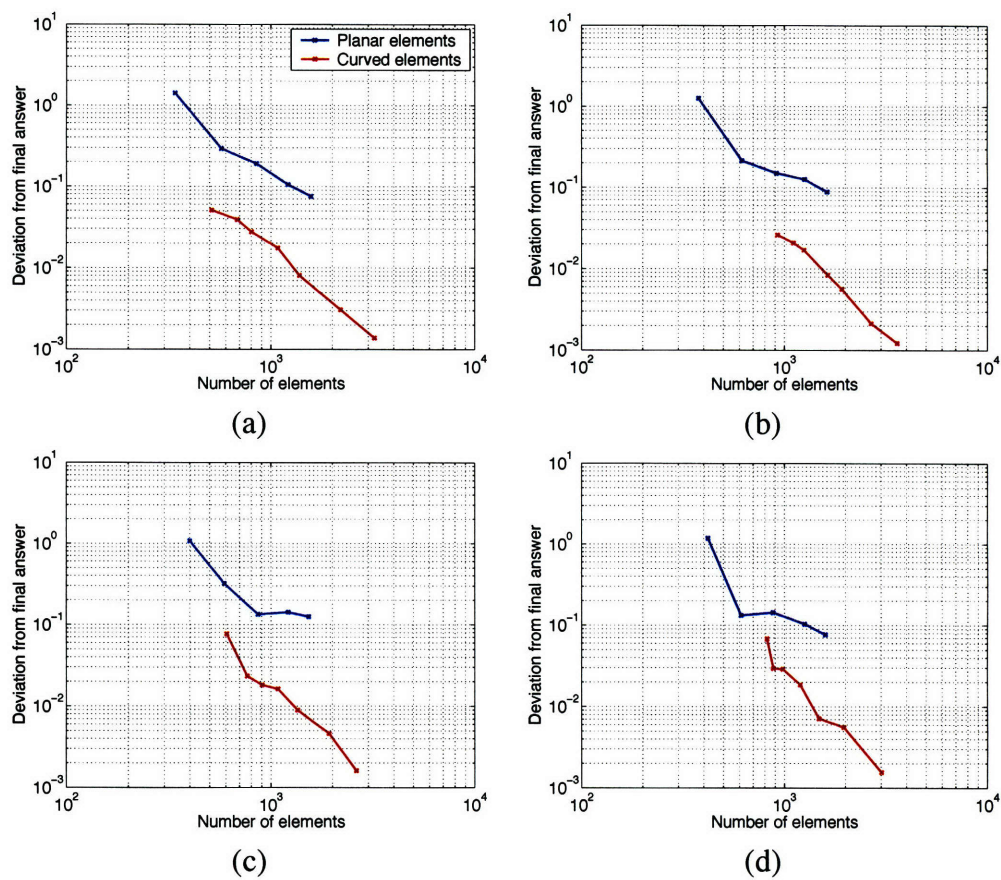 10^1
10^0
10^-1
10^-2
10^-3
Deviation from final answer
Planar elements
Curved elements
10^2
10^3
10^4
Number of elements
(a)
10^1
10^0
10^-1
10^-2
10^-3
Deviation from final answer
10^2
10^3
10^4
Number of elements
(b)
10^1
10^0
10^-1
10^-2
10^-3
Deviation from final answer
10^2
10^3
10^4
Number of elements
(c)
10^1
10^0
10^-1
10^-2
10^-3
Deviation from final answer
10^2
10^3
10^4
Number of elements
(d)